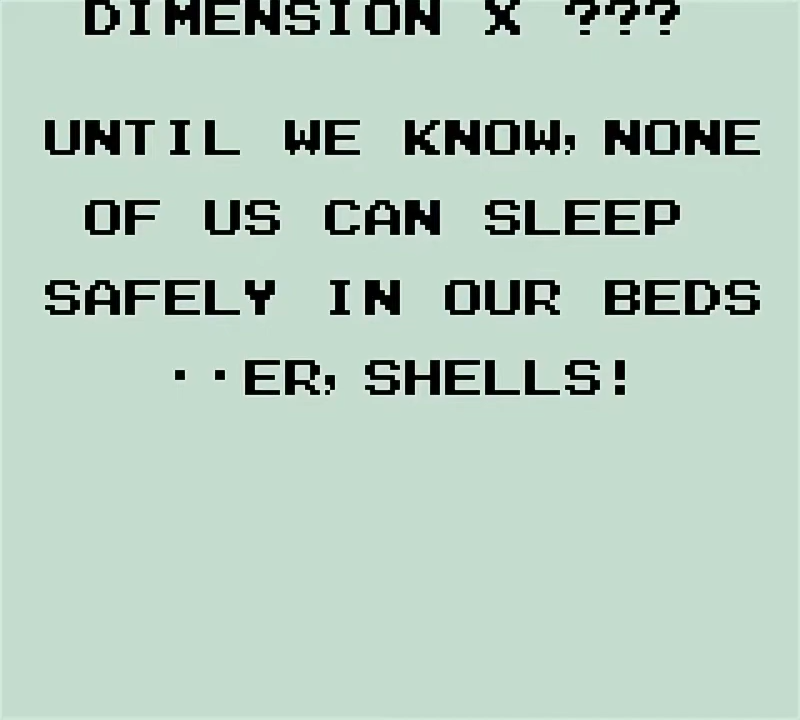 DIMENSION X ???
UNTIL WE KNOW, NONE
OF US CAN SLEEP
SAFELY IN OUR BEDS
··ER, SHELLS!